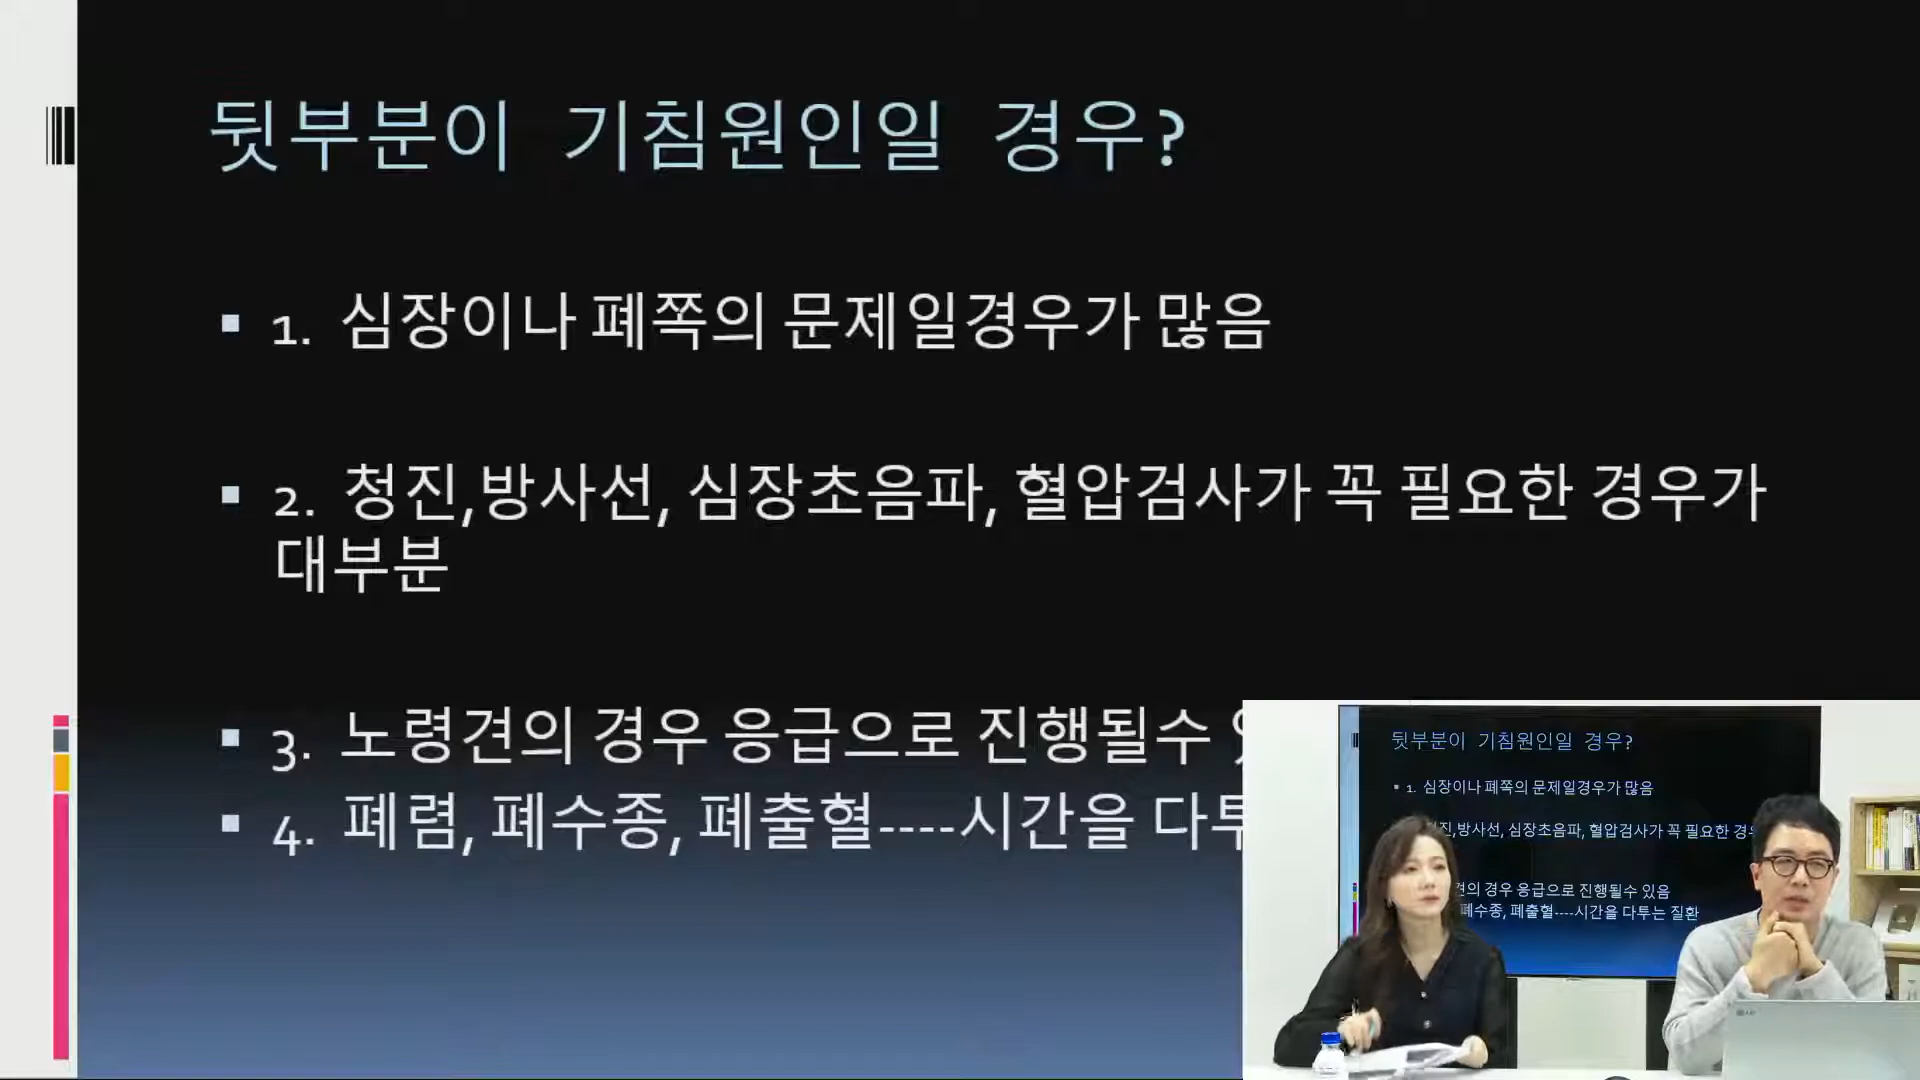 뒷부분이 기침원인일 경우?
1. 심장이나 폐쪽의 문제일경우가 많음
2. 청진,방사선, 심장초음파, 혈압검사가 꼭 필요한 경우가
대부분
3. 노령견의 경우 응급으로 진행될수
4. 폐렴, 폐수종, 폐출혈----시간을 다투
뒷부분이 기침원인일 경우?
1. 심장이나 폐쪽의 문제일경우가 많음
진,방사선, 심장초음파, 혈압검사가 꼭 필요한 경우
견의 경우 응급으로 진행될수 있음
폐수종, 폐출혈----시간을 다투는 질환
LG